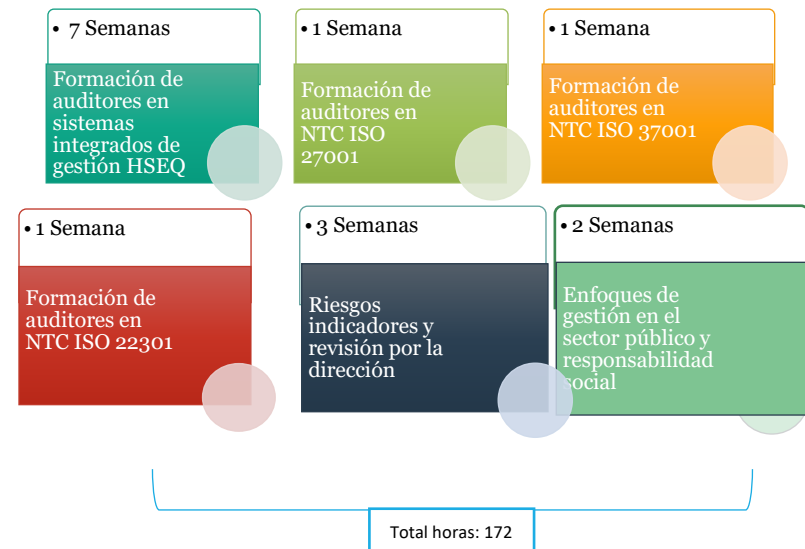 • 7 Semanas
Formación de
auditores en
sistemas
integrados de
gestión HSEQ
• 1 Semana
Formación de
auditores en
NTC ISO
27001
• 1 Semana
Formación de
auditores en
NTC ISO 37001
• 1 Semana
Formación de
auditores en
NTC ISO 22301
• 3 Semanas
Riesgos
indicadores y
revisión por la
dirección
• 2 Semanas
Enfoques de
gestión en el
sector público y
responsabilidad
social
Total horas: 172